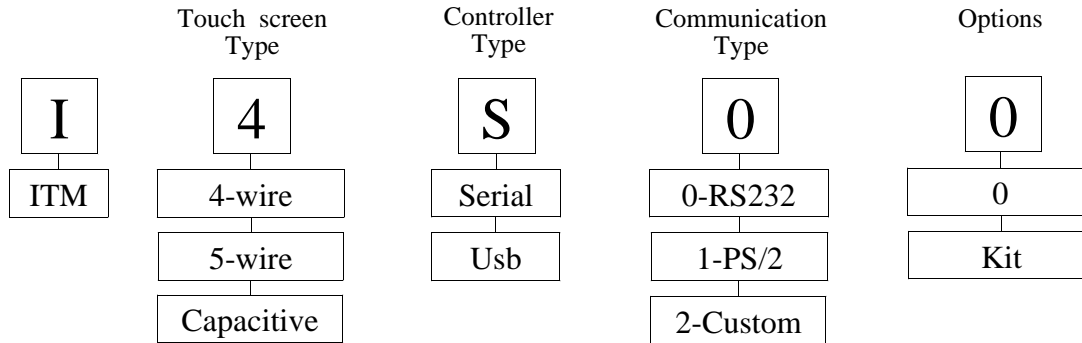 Touch screen Type
Controller Type
Communication Type
Options
I 4 S 0 0
ITM 4-wire Serial 0-RS232 0
5-wire Usb 1-PS/2 Kit
Capacitive 2-Custom